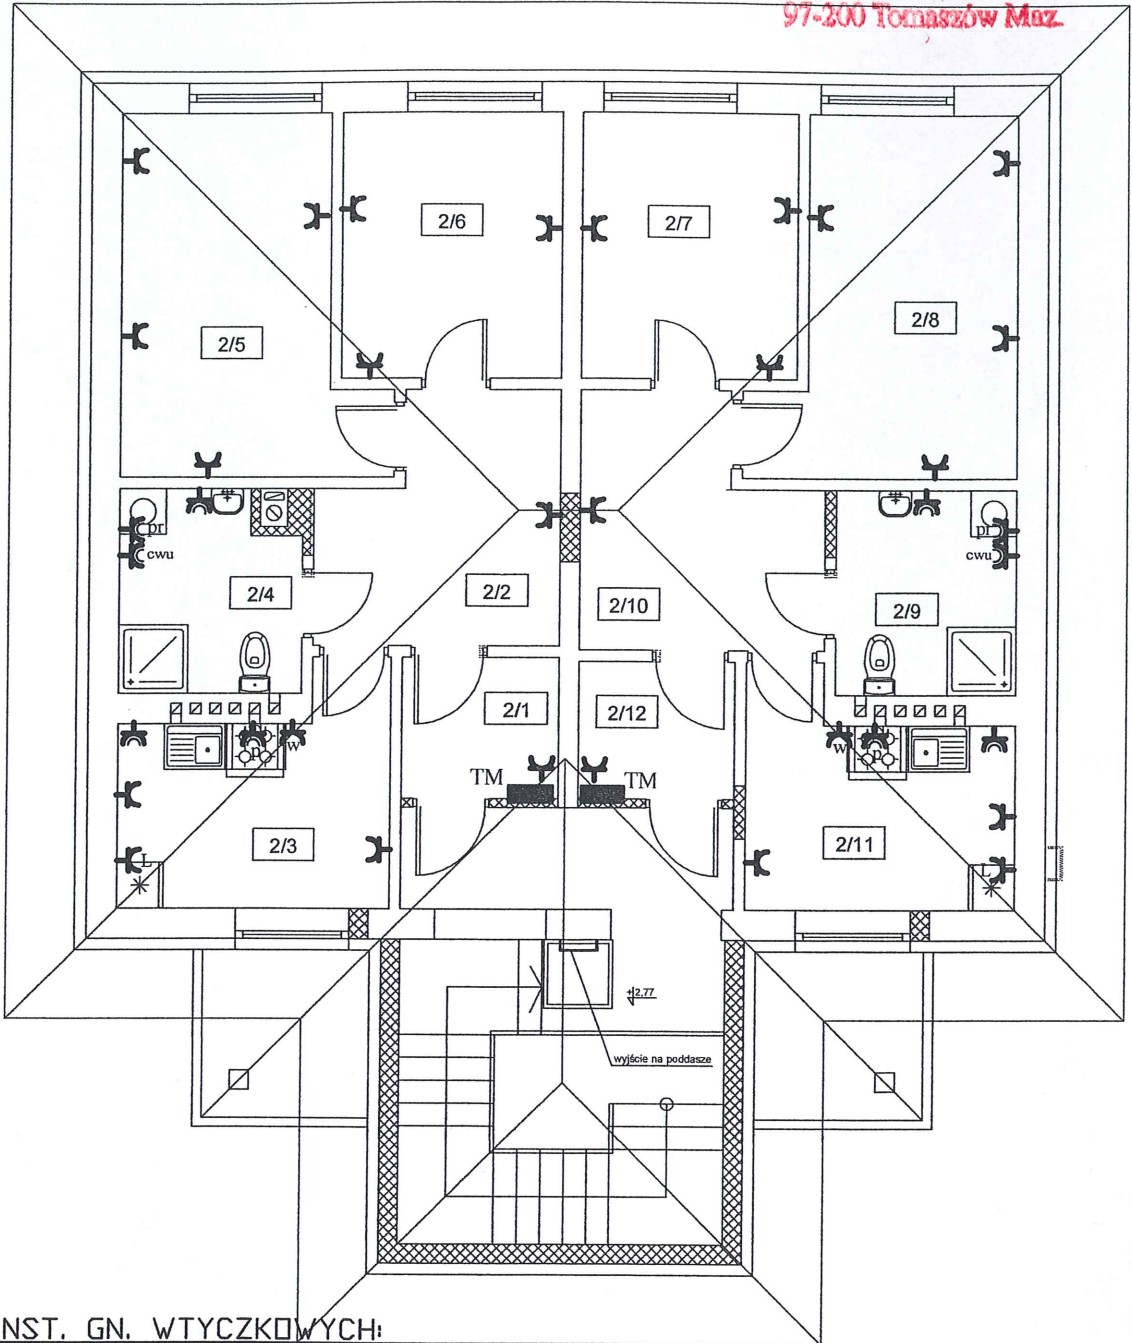 97-200 Tomaszów Maz.
2/6
2/7
2/8
2/5
pr
cwu
pr
cwu
2/4
2/2
2/10
2/9
2/1
2/12
w
p
w
p
TM
TM
2/3
2/11
L
L
+2,77
wyjście na poddasze
NST. GN. WTYCZKOWYCH: